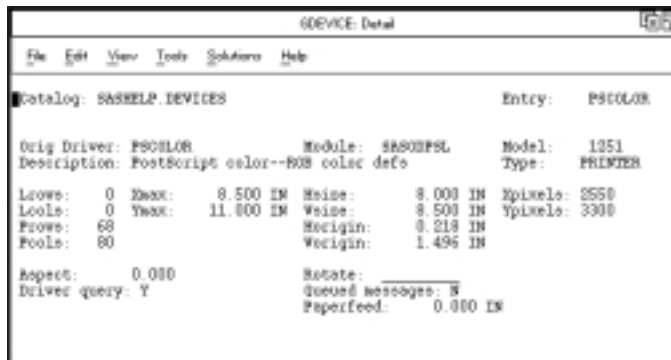 GDEVICE: Detail
File Edit View Tools Solutions Help
Catalog: SASHELP.DEVICES Entry: PSCOLOR
Orig Driver: PSCOLOR Module: SASGDPSL Model: 1251
Description: PostScript color--RGB color defs Type: PRINTER
Lrows: 0 Xmax: 8.500 IN Hsize: 8.000 IN Xpixels: 2550
Lcols: 0 Ymax: 11.000 IN Vsize: 8.500 IN Ypixels: 3300
Prows: 68 Horigin: 0.218 IN
Pcols: 80 Vorigin: 1.496 IN
Aspect: 0.000 Rotate:
Driver query: Y Queued messages: N
Paperfeed: 0.000 IN